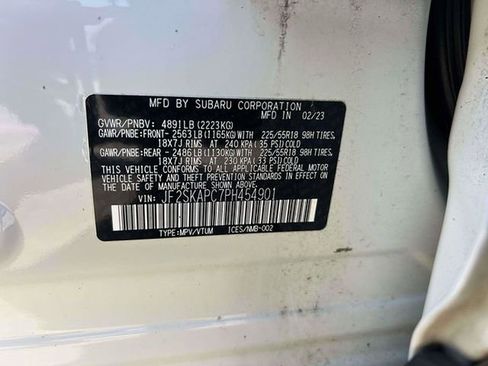 MFD BY SUBARU CORPORATION
MFD IN 02/23
GVWR/PNBV: 4891LB (2223KG)
GAWR/PNBE: FRONT- 2563LB (1165KG) WITH 225/55R18 98H TIRES,
18X7J RIMS AT 240 KPA (35 PSI) COLD
GAWR/PNBE: REAR - 2486LB (1130KG) WITH 225/55R18 98H TIRES,
18X7J RIMS AT 230 KPA (33 PSI) COLD
THIS VEHICLE CONFORMS TO ALL APPLICABLE FEDERAL MOTOR
VEHICLE SAFETY, BUMPER, AND THEFT PREVENTION STANDARDS
IN EFFECT ON THE DATE OF MANUFACTURE SHOWN ABOVE.
VIN: JF2SKAPC7PH454901
TYPE:MPV/VTUM ICES/NMB-002